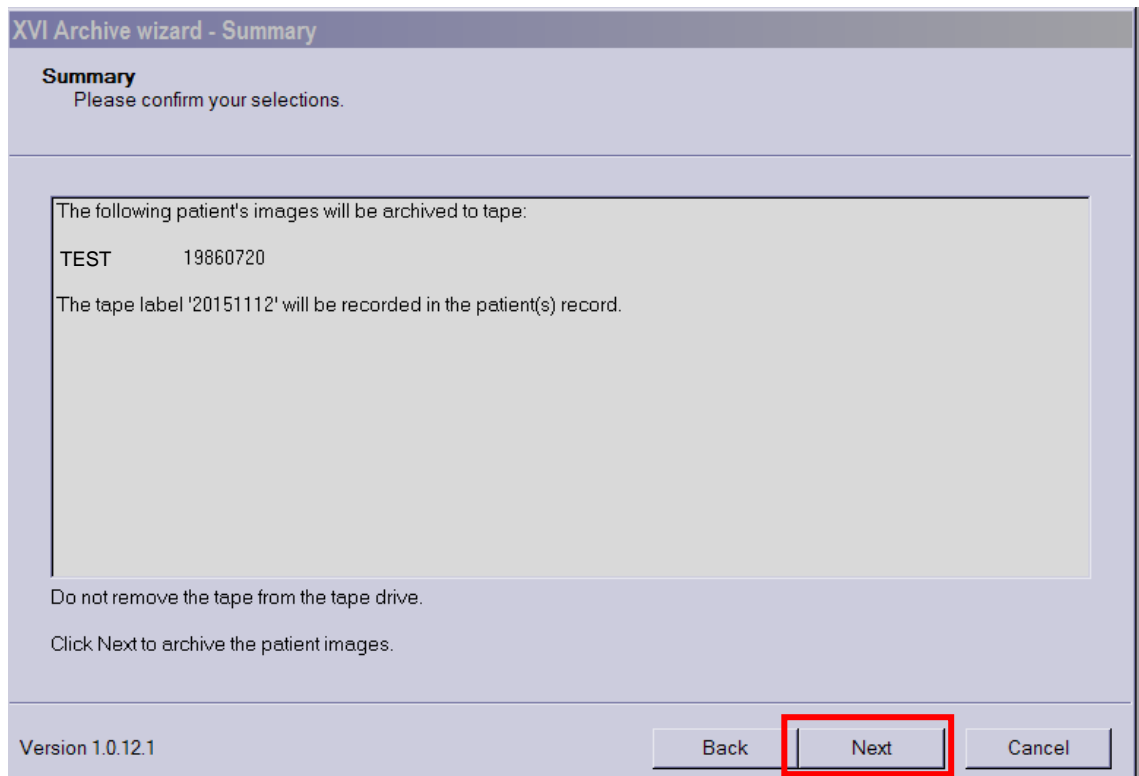 XVI Archive wizard - Summary
Summary
Please confirm your selections.
The following patient's images will be archived to tape:
TEST 19860720
The tape label '20151112' will be recorded in the patient(s) record.
Do not remove the tape from the tape drive.
Click Next to archive the patient images.
Version 1.0.12.1
Back Next Cancel